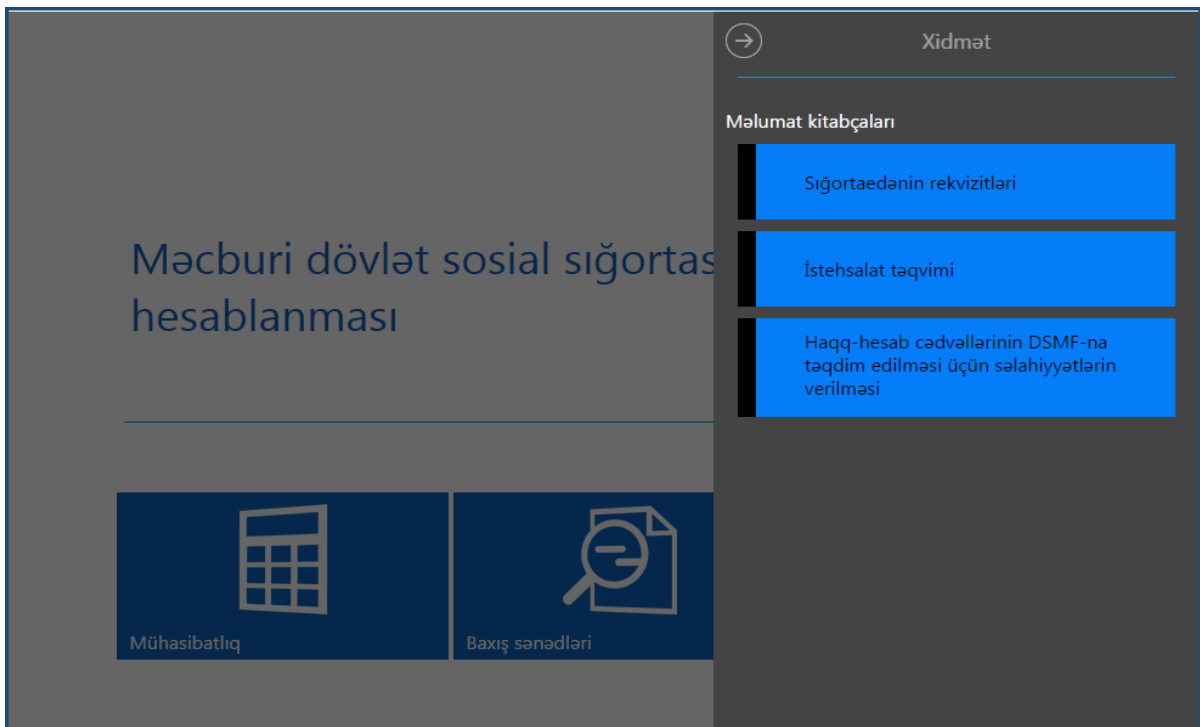 Xidmət
Məlumat kitabçaları
Sığortaedənin rekvizitləri
İstehsalat təqvimi
Haqq-hesab cədvəllərinin DSMF-na
təqdim edilməsi üçün səlahiyyətlərin
verilməsi
Məcburi dövlət sosial sığortas
hesablanması
Mühasibatlıq
Baxış sənədləri